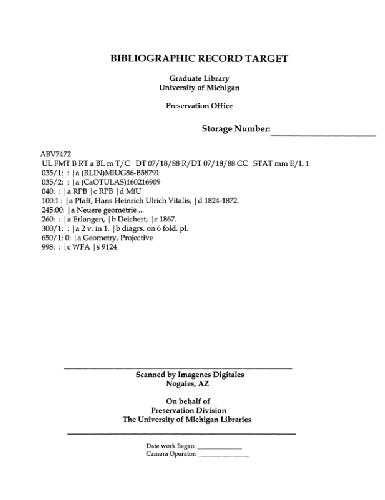 BIBLIOGRAPHIC RECORD TARGET
Graduate Library
University of Michigan
Preservation Office
Storage Number:
ABV7472
UL FMT B RT a BL m T/C DT 07/18/88 R/DT 07/18/88 CC STAT mm E/L 1
035/1: : |a (RLIN)MIUG86-B58791
035/2: : |a (CaOTULAS)160216909
040: : |a RPB |c RPB |d MiU
100:1 : |a Pfaff, Hans Heinrich Ulrich Vitalis, |d 1824-1872.
245:00: |a Neuere geometrie ..
260: : |a Erlangen, |b Deichert, |c 1867.
300/1: : |a 2 v. in 1. |b diagrs. on 6 fold. pl.
650/1: 0: |a Geometry, Projective
998: : |c WFA |s 9124
Scanned by Imagenes Digitales
Nogales, AZ
On behalf of
Preservation Division
The University of Michigan Libraries
Date work Began:
Camera Operator: